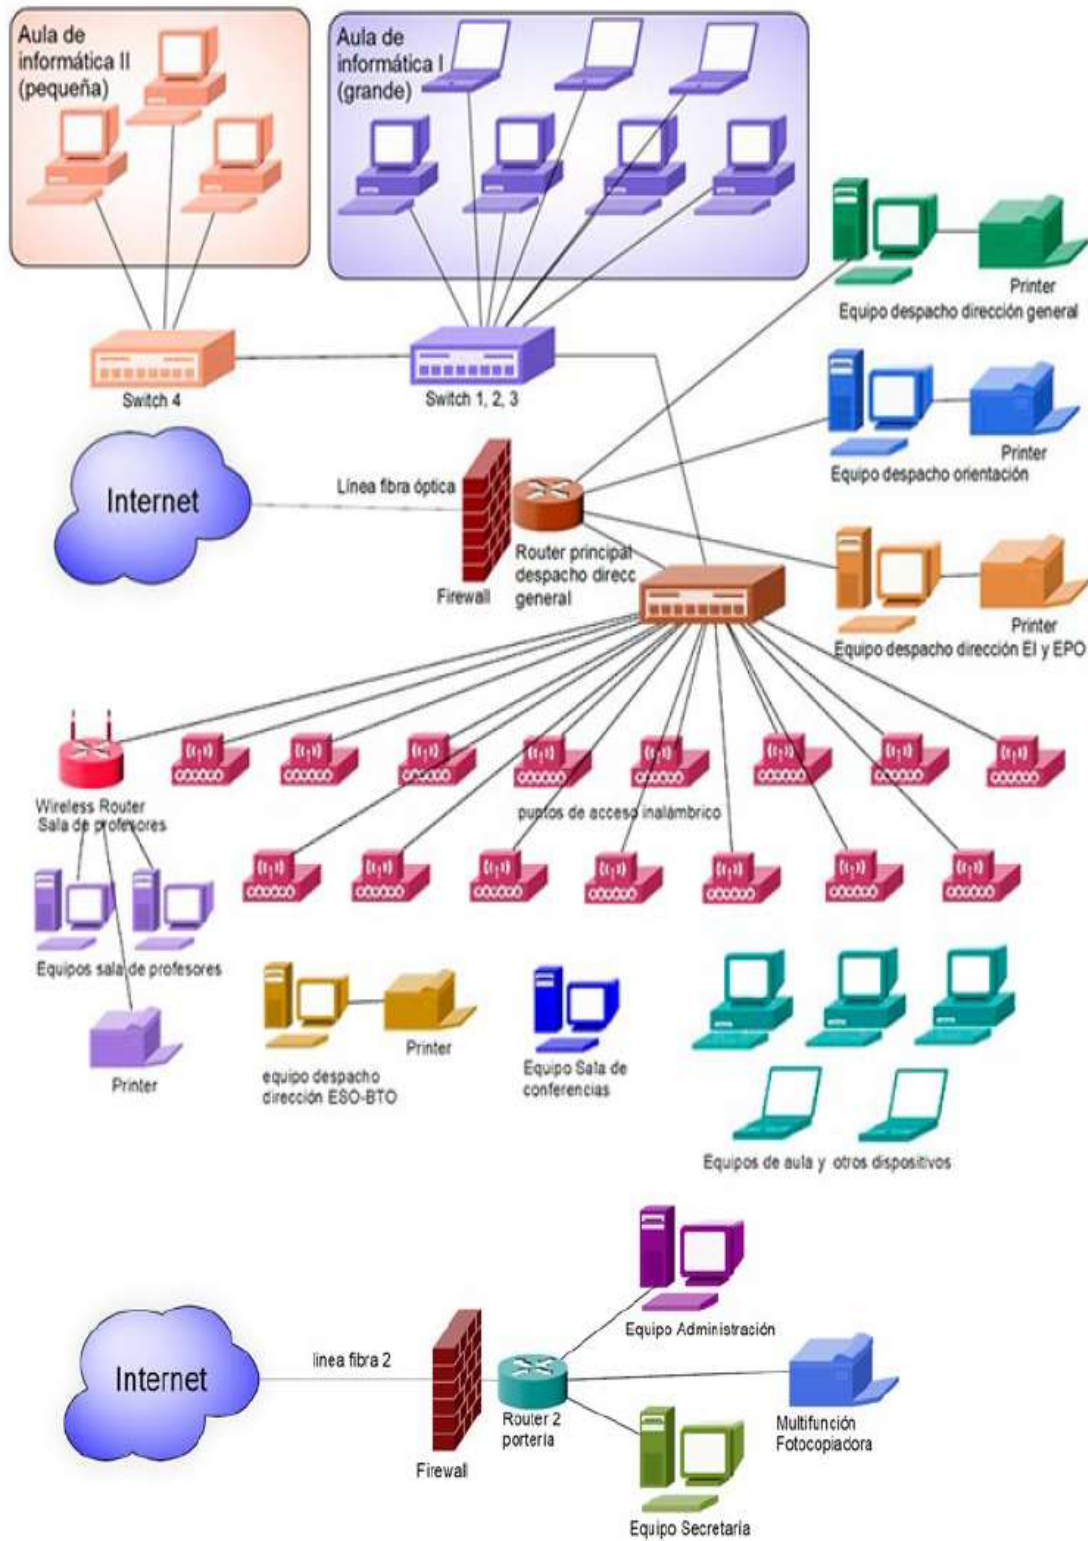 Aula de
informática II
(pequeña)
Aula de
informática I
(grande)
Printer
Equipo despacho dirección general
Switch 4
Switch 1, 2, 3
Printer
Equipo despacho orientación
Internet
Línea fibra óptica
Firewall
Router principal
despacho direcc
general
Printer
Equipo despacho dirección EI y EPO
Wireless Router
Sala de profesores
puntos de acceso inalámbrico
Equipos sala de profesores
Printer
equipo despacho
dirección ESO-BTO
Printer
Equipo Sala de
conferencias
Equipos de aula y otros dispositivos
Internet
linea fibra 2
Firewall
Router 2
portería
Equipo Administración
Multifunción
Fotocopiadora
Equipo Secretaría